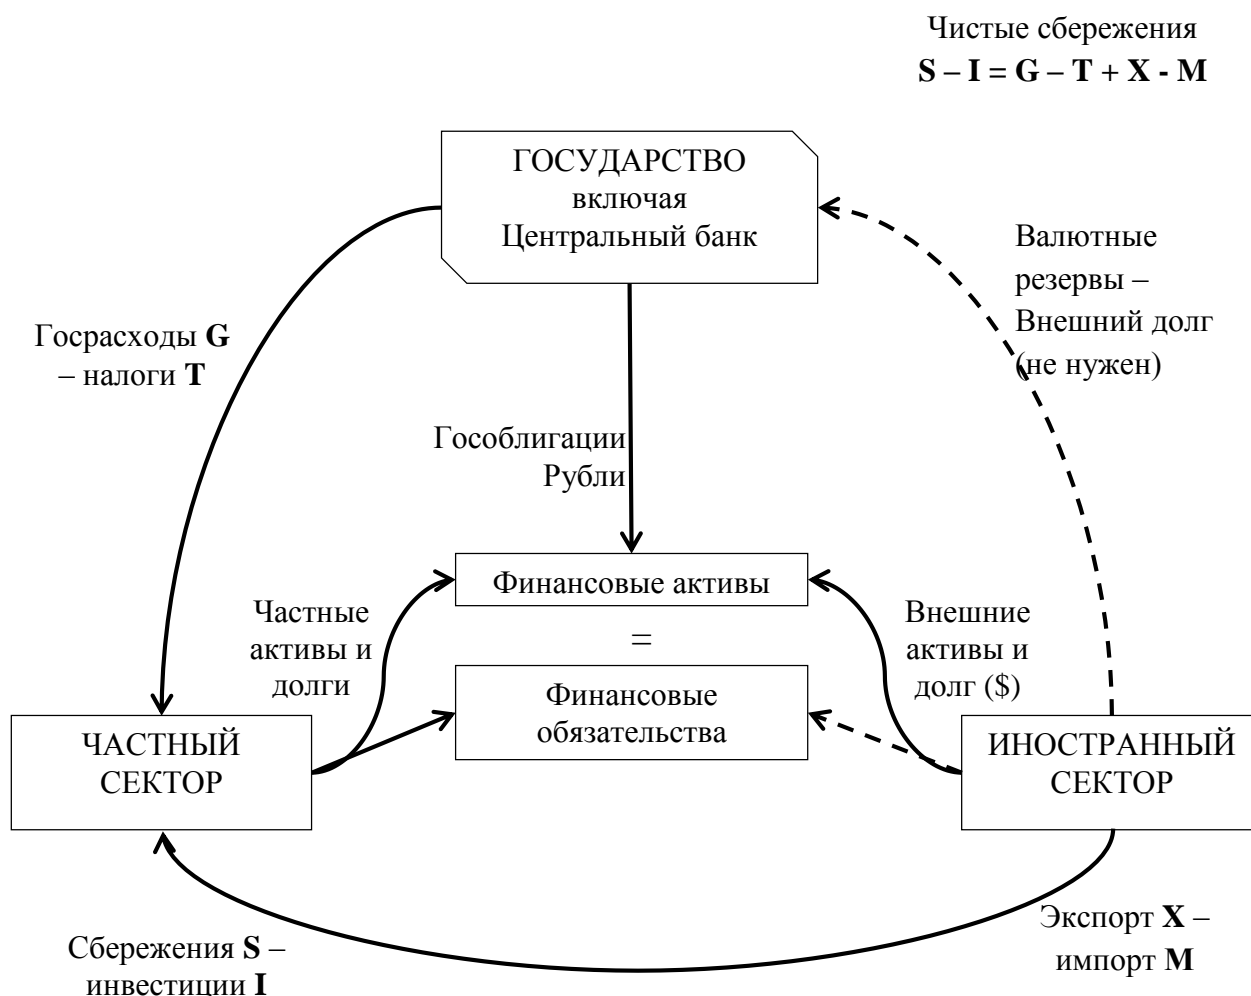 Чистые сбережения
S – I = G – T + X - M
ГОСУДАРСТВО
включая
Центральный банк
Валютные
резервы –
Внешний долг
(не нужен)
Госрасходы G
– налоги T
Гособлигации
Рубли
Финансовые активы
Частные
активы и
долги
=
Внешние
активы и
долг ($)
Финансовые
обязательства
ЧАСТНЫЙ
СЕКТОР
ИНОСТРАННЫЙ
СЕКТОР
Сбережения S –
инвестиции I
Экспорт X –
импорт M